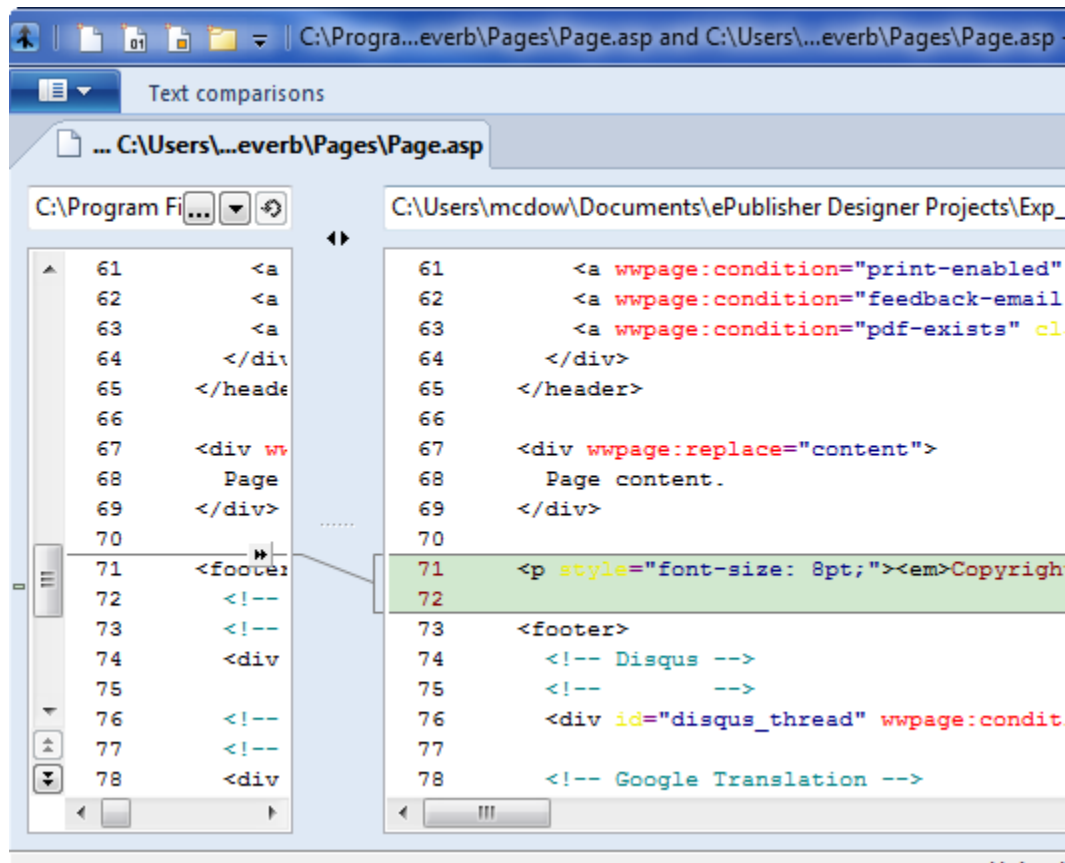 C:\Progra...everb\Pages\Page.asp and C:\Users\...everb\Pages\Page.asp -
Text comparisons
... C:\Users\...everb\Pages\Page.asp
C:\Program Fi ...
C:\Users\mcdow\Documents\ePublisher Designer Projects\Exp_
61 <a
62 <a
63 <a
64 </div
65 </heade
66
67 <div ww
68 Page
69 </div>
70
71 <footer
72 <!--
73 <!--
74 <div
75
76 <!--
77 <!--
78 <div
61 <a wwpage:condition="print-enabled"
62 <a wwpage:condition="feedback-email
63 <a wwpage:condition="pdf-exists" cl
64 </div>
65 </header>
66
67 <div wwpage:replace="content">
68 Page content.
69 </div>
70
71 <p style="font-size: 8pt;"><em>Copyright
72
73 <footer>
74 <!-- Disqus -->
75 <!-- -->
76 <div id="disqus_thread" wwpage:condit
77
78 <!-- Google Translation -->